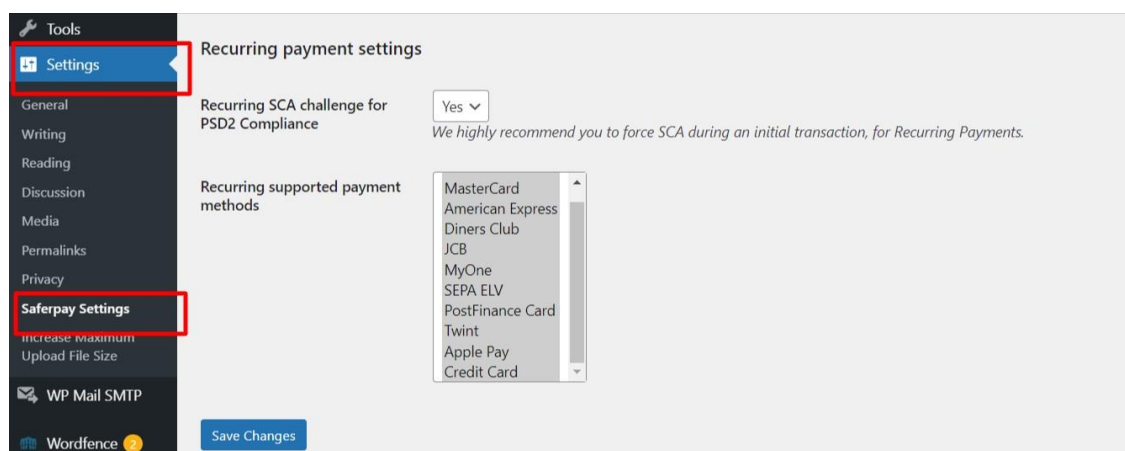 Tools
Settings
General
Writing
Reading
Discussion
Media
Permalinks
Privacy
Saferpay Settings
Increase Maximum
Upload File Size
WP Mail SMTP
Wordfence 2
Recurring payment settings
Recurring SCA challenge for
PSD2 Compliance
Yes
We highly recommend you to force SCA during an initial transaction, for Recurring Payments.
Recurring supported payment
methods
MasterCard
American Express
Diners Club
JCB
MyOne
SEPA ELV
PostFinance Card
Twint
Apple Pay
Credit Card
Save Changes